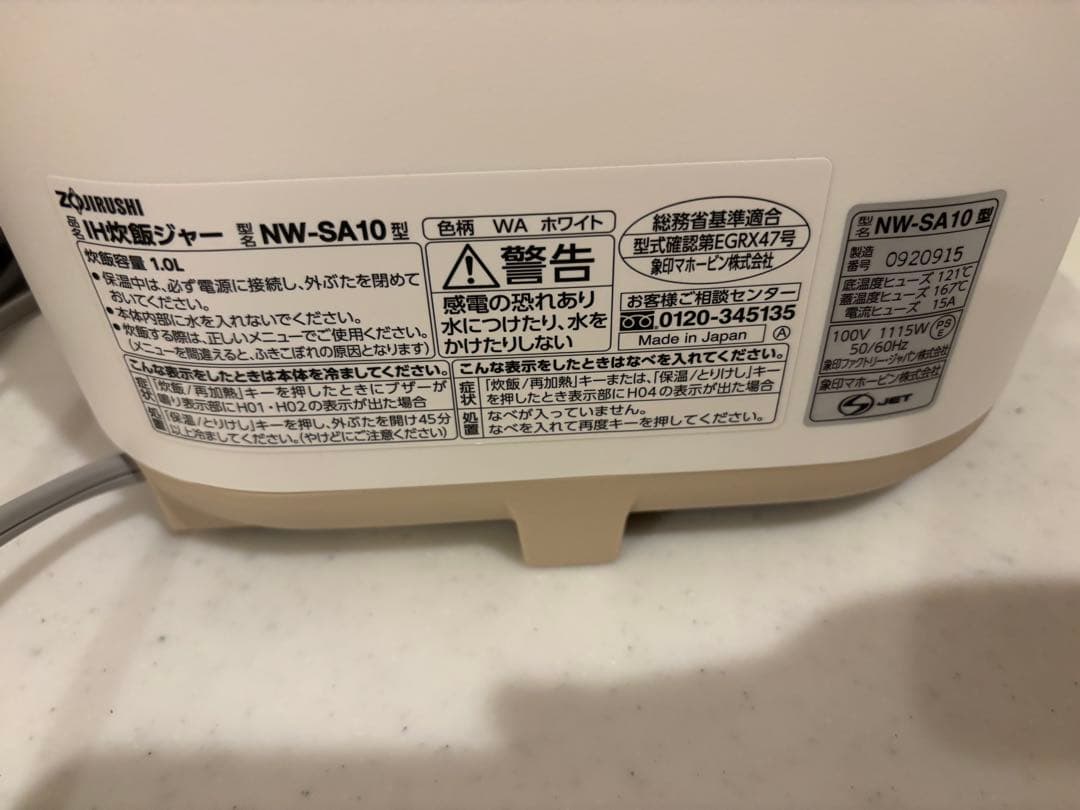 ZOJIRUSHI
品名 IH炊飯ジャー 型名 NW-SA10型
炊飯容量 1.0L
●保温中は、必ず電源に接続し、外ぶたを閉めて
おいてください。
●本体内部に水を入れないでください。
●炊飯する際は、正しいメニューでご使用ください。
(メニューを間違えると、ふきこぼれの原因となります)
色柄 WA ホワイト
警告
感電の恐れあり
水につけたり、水を
かけたりしない
総務省基準適合
型式確認第EGRX47号
象印マホービン株式会社
お客様ご相談センター
0120-345135
Made in Japan Ⓐ
こんな表示をしたときは本体を冷ましてください。
症状 「炊飯/再加熱」キーを押したときにブザーが
鳴り表示部にH01・H02の表示が出た場合
処置 「保温/とりけし」キーを押し、外ぶたを開け45分
以上冷ましてください。(やけどにご注意ください)
こんな表示をしたときはなべを入れてください。
症状 「炊飯/再加熱」キーまたは、「保温/とりけし」キー
を押したとき表示部にH04の表示が出た場合
処置 なべが入っていません。
なべを入れて再度キーを押してください。
型名 NW-SA10型
製造番号 0920915
底温度ヒューズ 121℃
蓋温度ヒューズ 167℃
電流ヒューズ 15A
100V 1115W
50/60Hz
PSE
象印ファクトリー・ジャパン株式会社
象印マホービン株式会社
JET